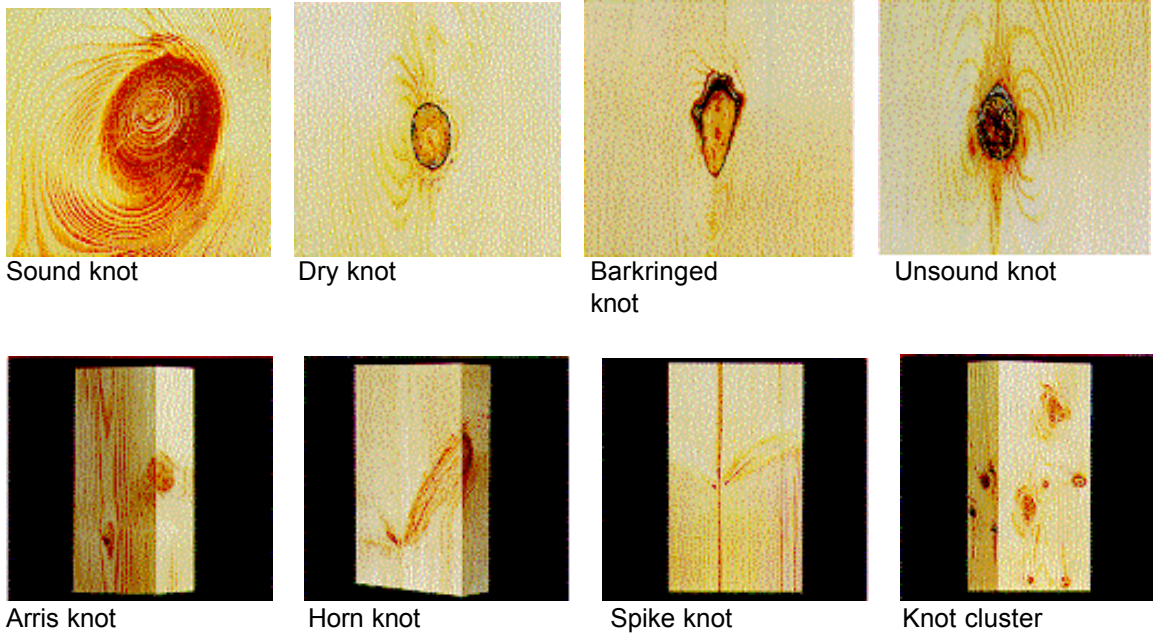 Sound knot
Dry knot
Barkringed
knot
Unsound knot
Arris knot
Horn knot
Spike knot
Knot cluster